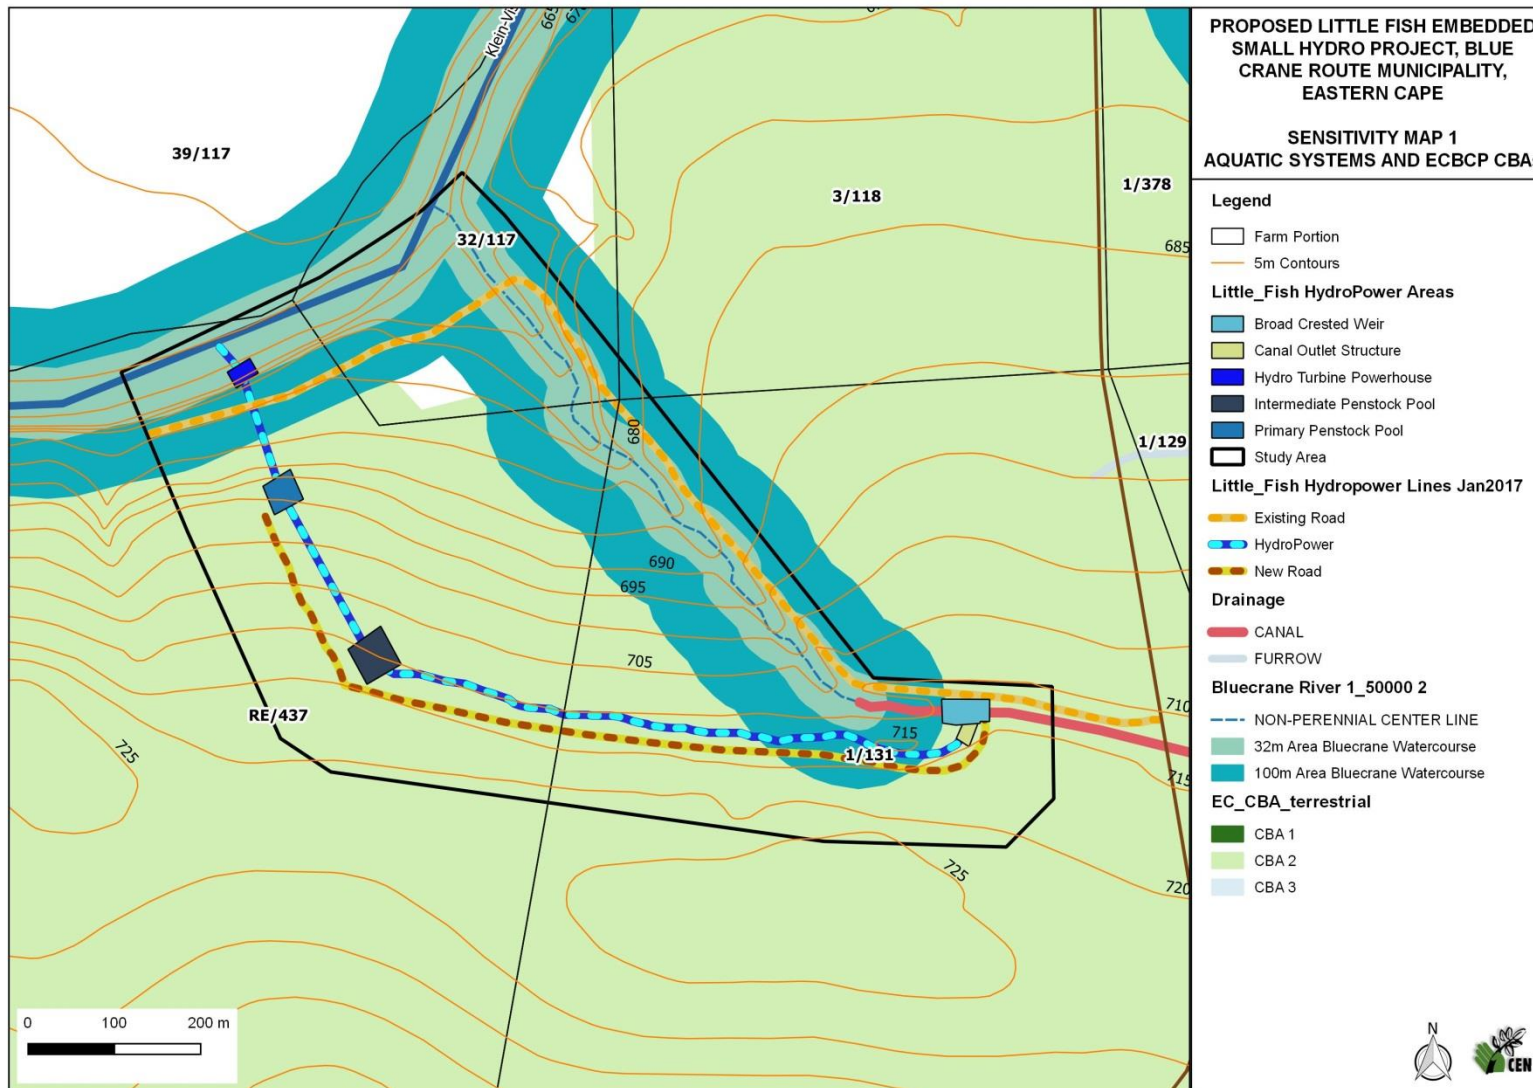 PROPOSED LITTLE FISH EMBEDDED
SMALL HYDRO PROJECT, BLUE
CRANE ROUTE MUNICIPALITY,
EASTERN CAPE
SENSITIVITY MAP 1
AQUATIC SYSTEMS AND ECBCP CBA
Legend
Farm Portion
5m Contours
Little_Fish HydroPower Areas
Broad Crested Weir
Canal Outlet Structure
Hydro Turbine Powerhouse
Intermediate Penstock Pool
Primary Penstock Pool
Study Area
Little_Fish Hydropower Lines Jan2017
Existing Road
HydroPower
New Road
Drainage
CANAL
FURROW
Bluecrane River 1_50000 2
NON-PERENNIAL CENTER LINE
32m Area Bluecrane Watercourse
100m Area Bluecrane Watercourse
EC_CBA_terrestrial
CBA 1
CBA 2
CBA 3
N
CEN
Klein-Vis
665
670
39/117
32/117
3/118
1/378
685
1/129
680
690
695
705
710
RE/437
715
1/131
715
725
725
720
0 100 200 m